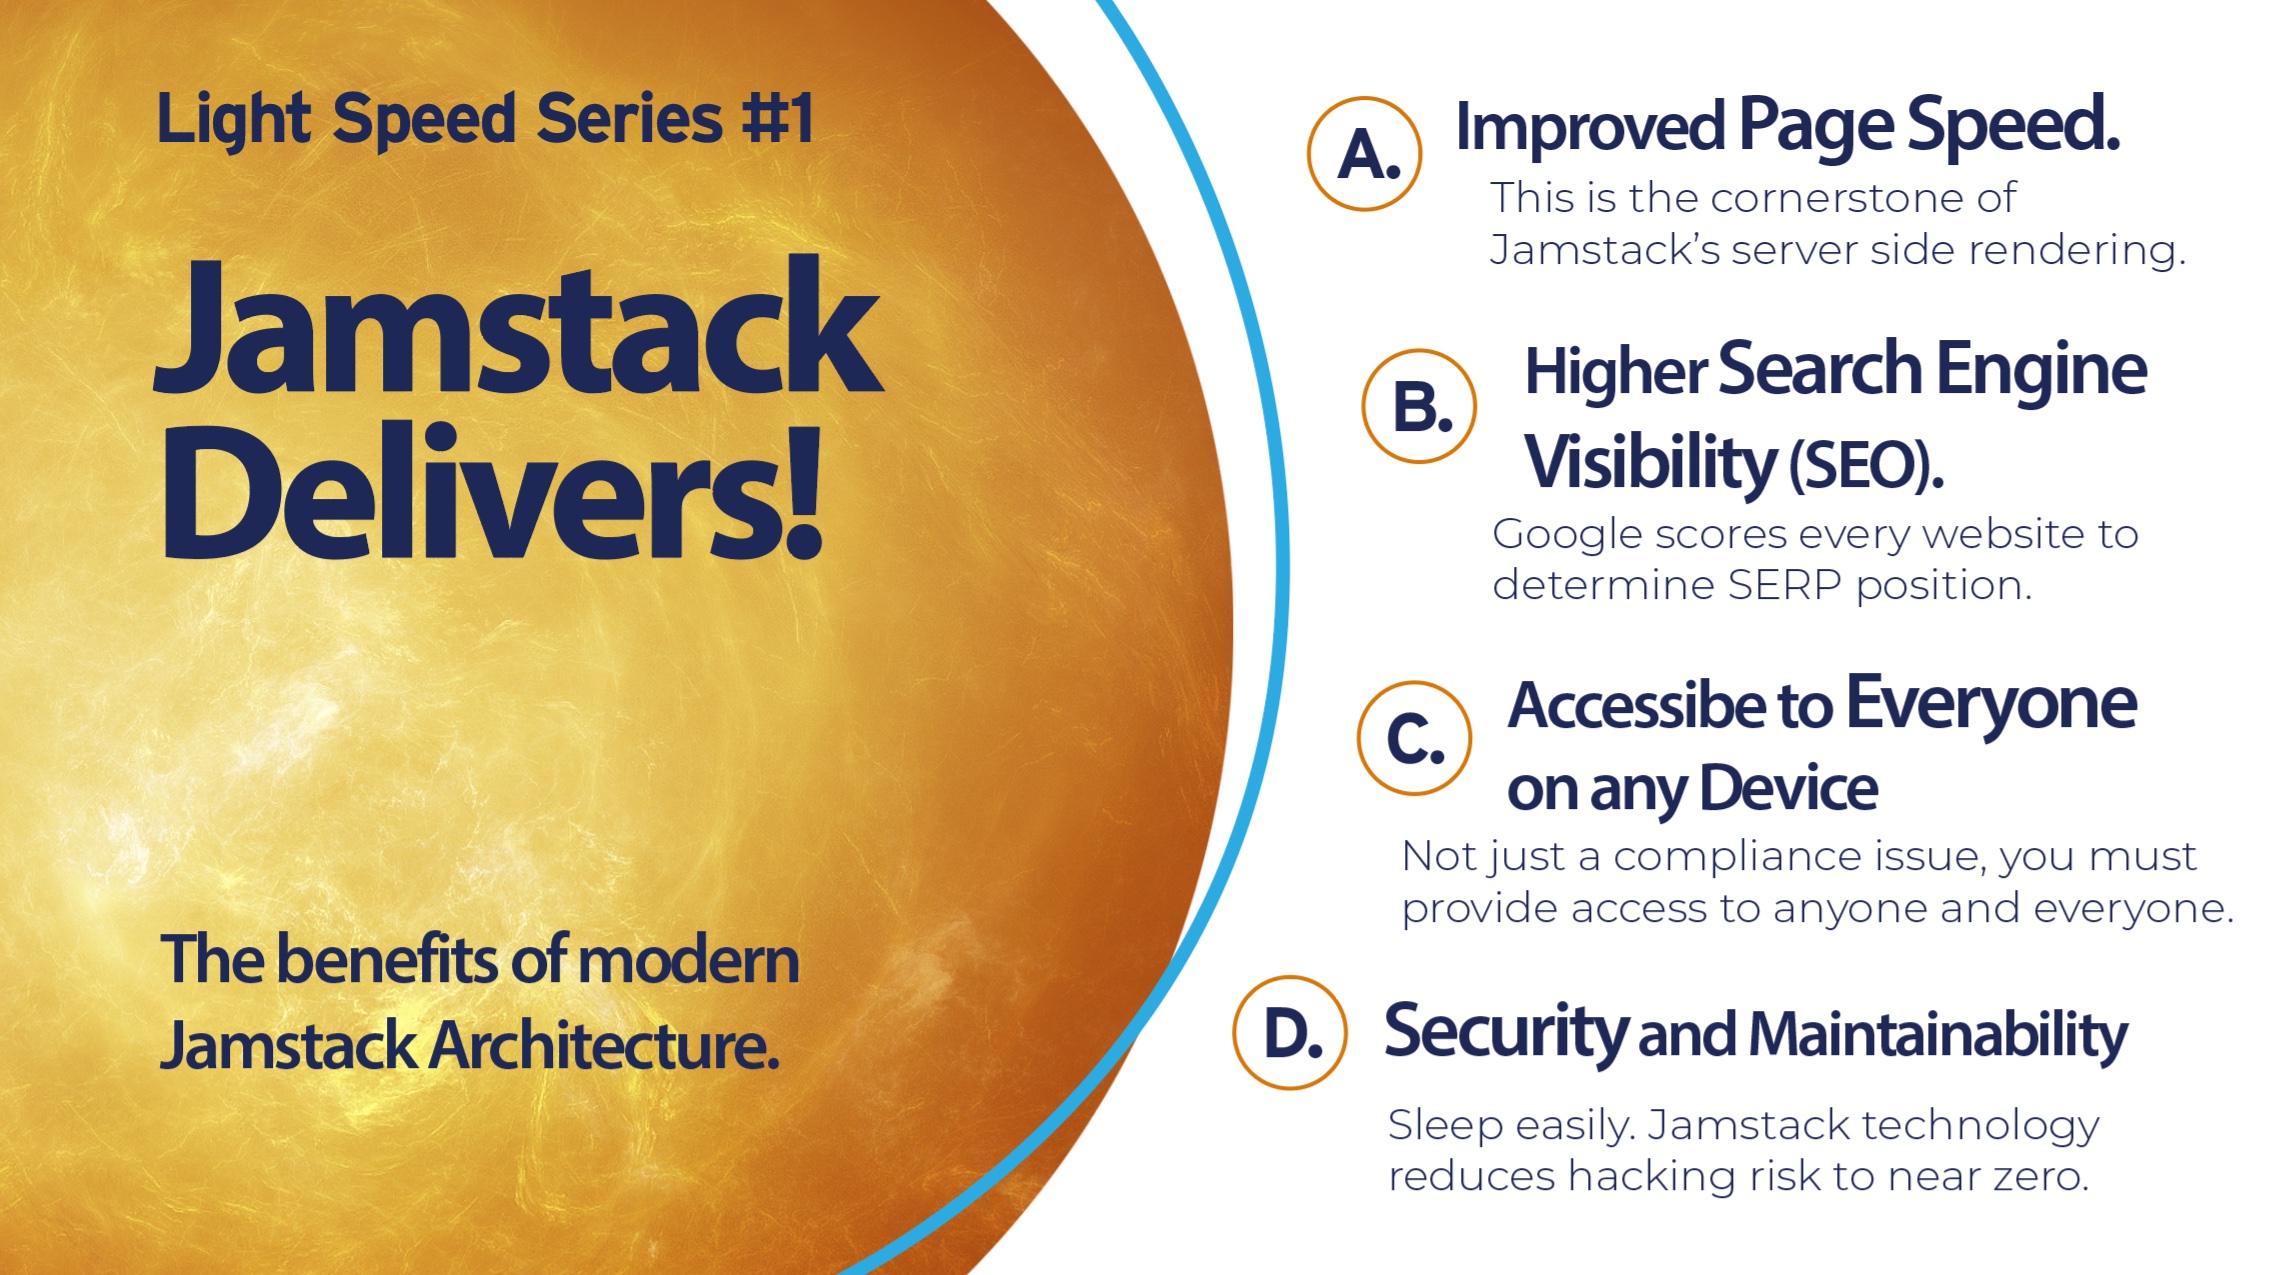 Light Speed Series #1
Jamstack
Delivers!
The benefits of modern
Jamstack Architecture.
A. Improved Page Speed.
This is the cornerstone of
Jamstack’s server side rendering.
B. Higher Search Engine
Visibility (SEO).
Google scores every website to
determine SERP position.
C. Accessibe to Everyone
on any Device
Not just a compliance issue, you must
provide access to anyone and everyone.
D. Security and Maintainability
Sleep easily. Jamstack technology
reduces hacking risk to near zero.